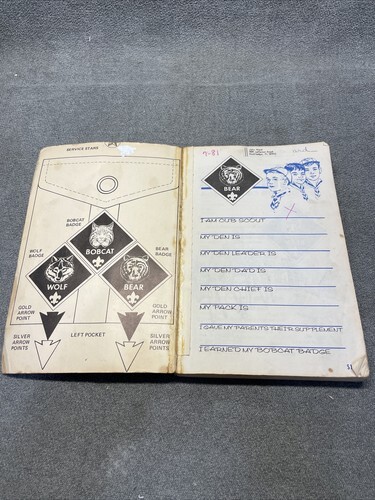 SERVICE STARS
BOBCAT
BADGE
WOLF
BADGE
BEAR
BADGE
BOBCAT
WOLF
BEAR
GOLD
ARROW
POINT
GOLD
ARROW
POINT
SILVER
ARROW
POINTS
LEFT POCKET
SILVER
ARROW
POINTS
9-81
BEAR
X
I AM CUB SCOUT
MY DEN IS
MY DEN LEADER IS
MY DEN DAD IS
MY DEN CHIEF IS
MY PACK IS
I GAVE MY PARENTS THEIR SUPPLEMENT
I EARNED MY BOBCAT BADGE